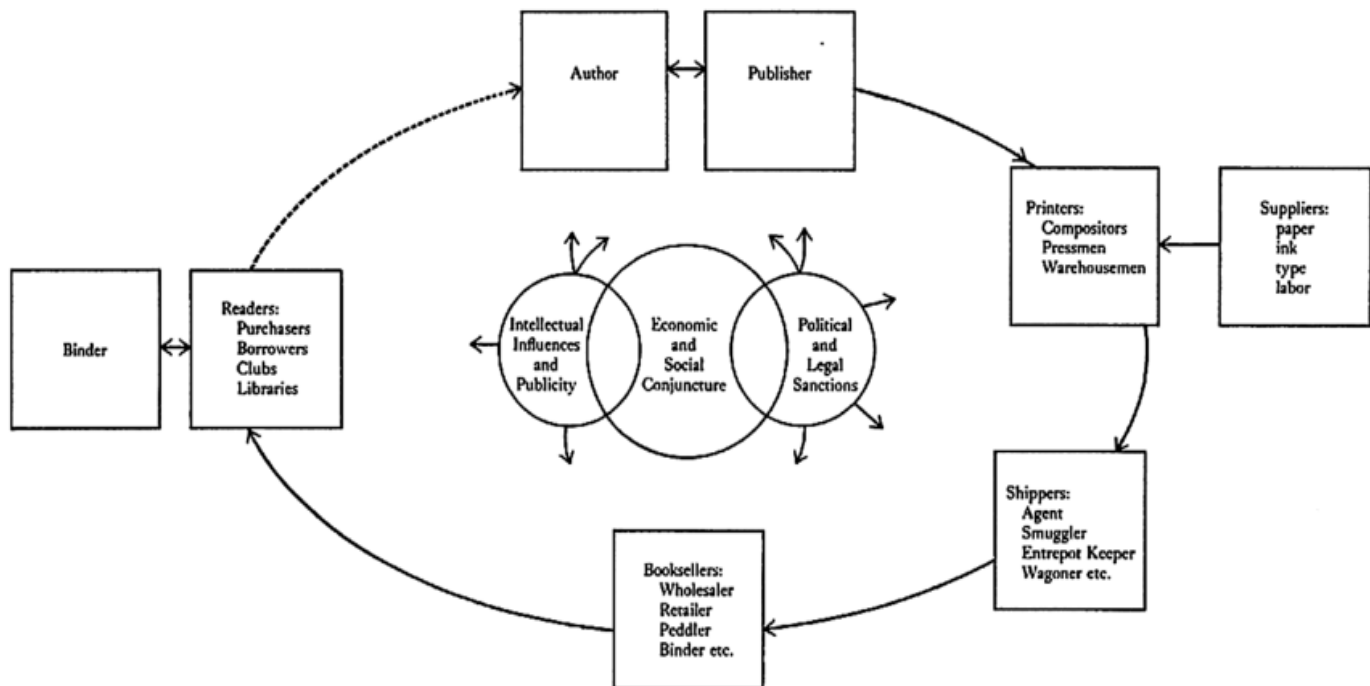 Author
Publisher
Printers:
Compositors
Pressmen
Warehousemen
Suppliers:
paper
ink
type
labor
Binder
Readers:
Purchasers
Borrowers
Clubs
Libraries
Intellectual
Influences
and
Publicity
Economic
and
Social
Conjuncture
Political
and
Legal
Sanctions
Shippers:
Agent
Smuggler
Entrepot Keeper
Wagoner etc.
Booksellers:
Wholesaler
Retailer
Peddler
Binder etc.